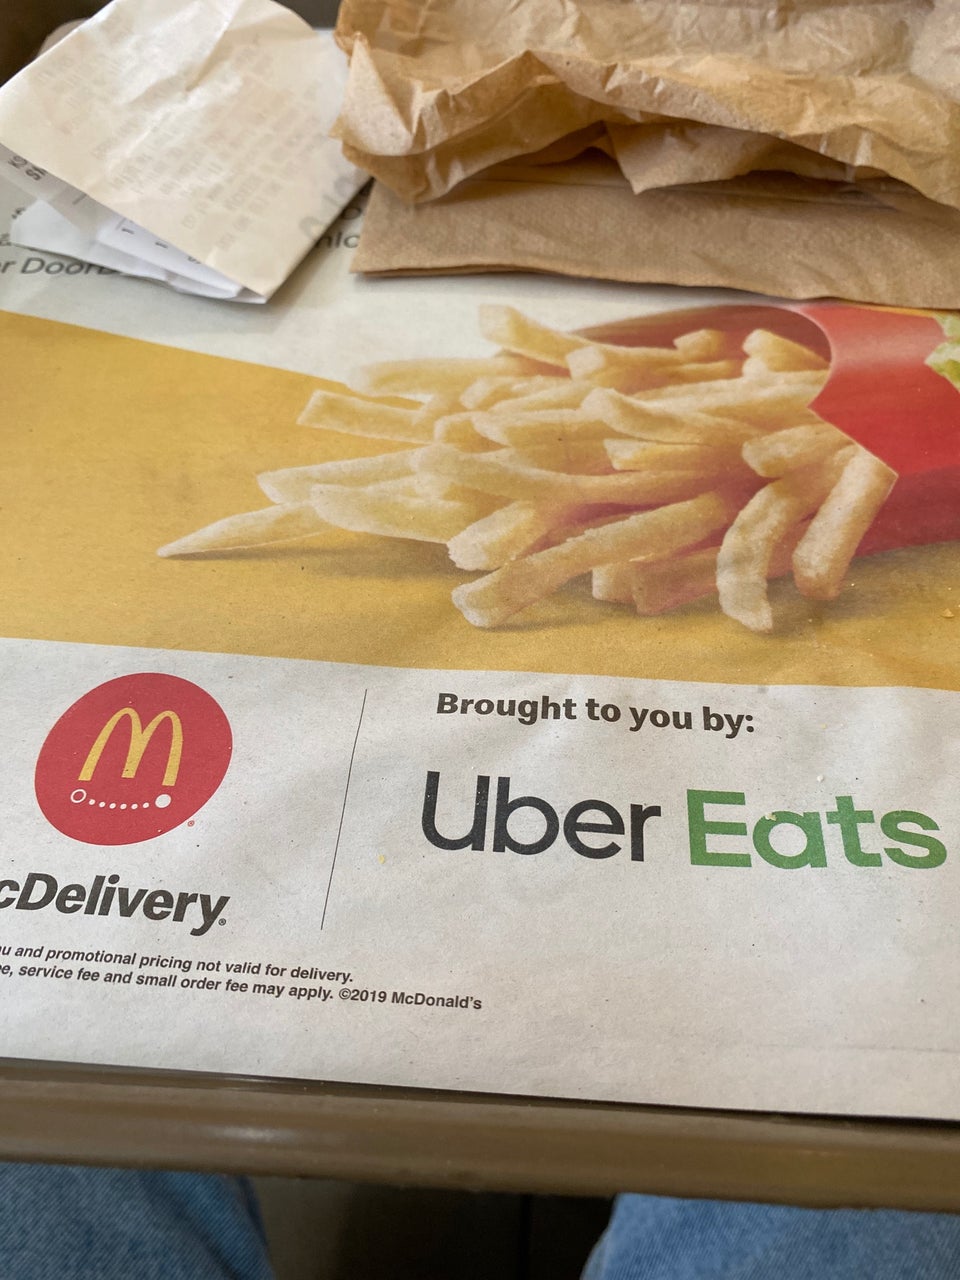 r Door
Brought to you by:
Uber Eats
cDelivery®
u and promotional pricing not valid for delivery.
e, service fee and small order fee may apply. ©2019 McDonald's